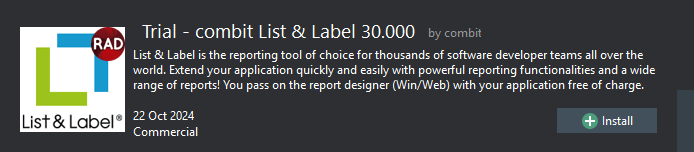 RAD
List & Label®
Trial - combit List & Label 30.000 by combit
List & Label is the reporting tool of choice for thousands of software developer teams all over the
world. Extend your application quickly and easily with powerful reporting functionalities and a wide
range of reports! You pass on the report designer (Win/Web) with your application free of charge.
22 Oct 2024
Commercial
Install